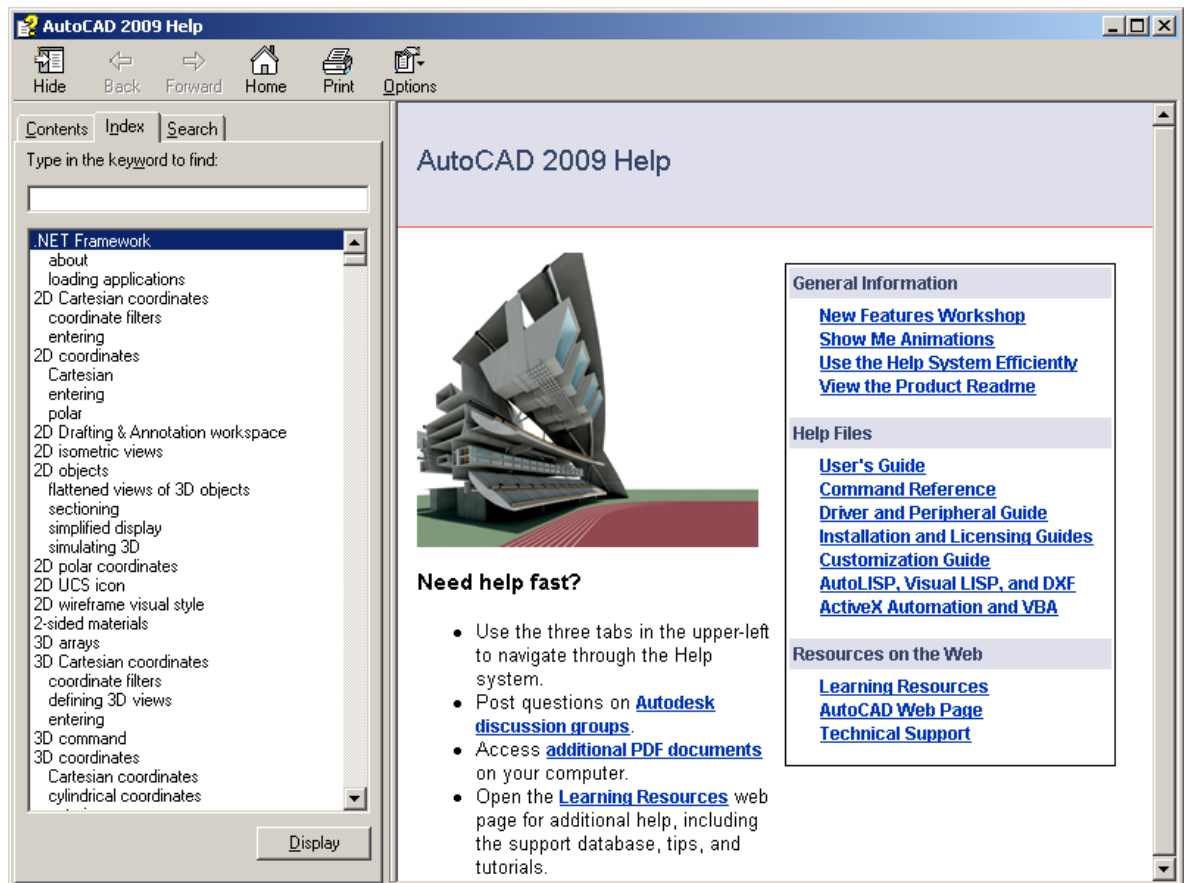 AutoCAD 2009 Help
Hide Back Forward Home Print Options
Contents Index Search
Type in the keyword to find:
.NET Framework
about
loading applications
2D Cartesian coordinates
coordinate filters
entering
2D coordinates
Cartesian
entering
polar
2D Drafting & Annotation workspace
2D isometric views
2D objects
flattened views of 3D objects
sectioning
simplified display
simulating 3D
2D polar coordinates
2D UCS icon
2D wireframe visual style
2-sided materials
3D arrays
3D Cartesian coordinates
coordinate filters
defining 3D views
entering
3D command
3D coordinates
Cartesian coordinates
cylindrical coordinates
Display
AutoCAD 2009 Help
Need help fast?
Use the three tabs in the upper-left
to navigate through the Help
system.
Post questions on Autodesk
discussion groups.
Access additional PDF documents
on your computer.
Open the Learning Resources web
page for additional help, including
the support database, tips, and
tutorials.
General Information
New Features Workshop
Show Me Animations
Use the Help System Efficiently
View the Product Readme
Help Files
User's Guide
Command Reference
Driver and Peripheral Guide
Installation and Licensing Guides
Customization Guide
AutoLISP, Visual LISP, and DXF
ActiveX Automation and VBA
Resources on the Web
Learning Resources
AutoCAD Web Page
Technical Support